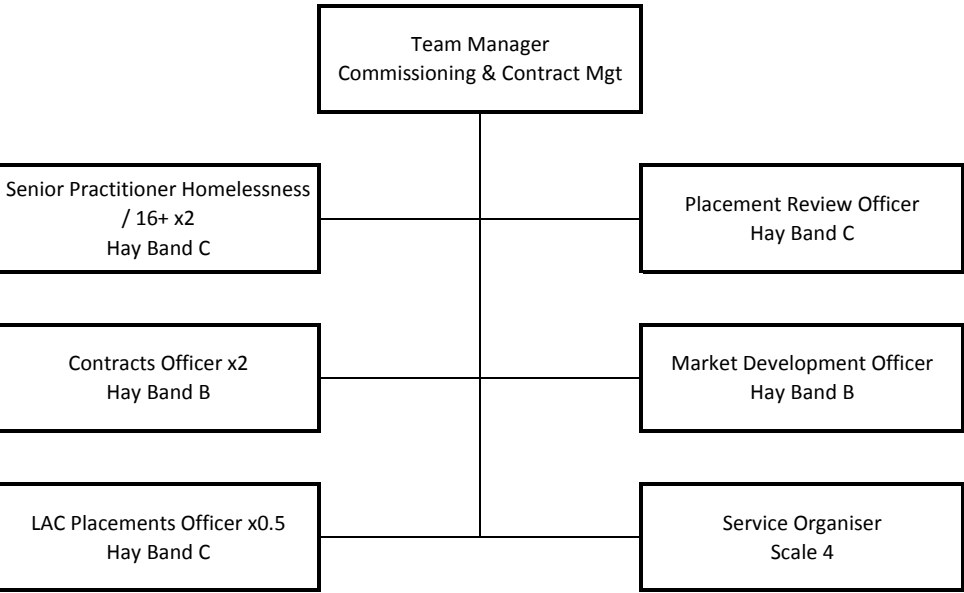 Team Manager
Commissioning & Contract Mgt
Senior Practitioner Homelessness
/ 16+ x2
Hay Band C
Placement Review Officer
Hay Band C
Contracts Officer x2
Hay Band B
Market Development Officer
Hay Band B
LAC Placements Officer x0.5
Hay Band C
Service Organiser
Scale 4